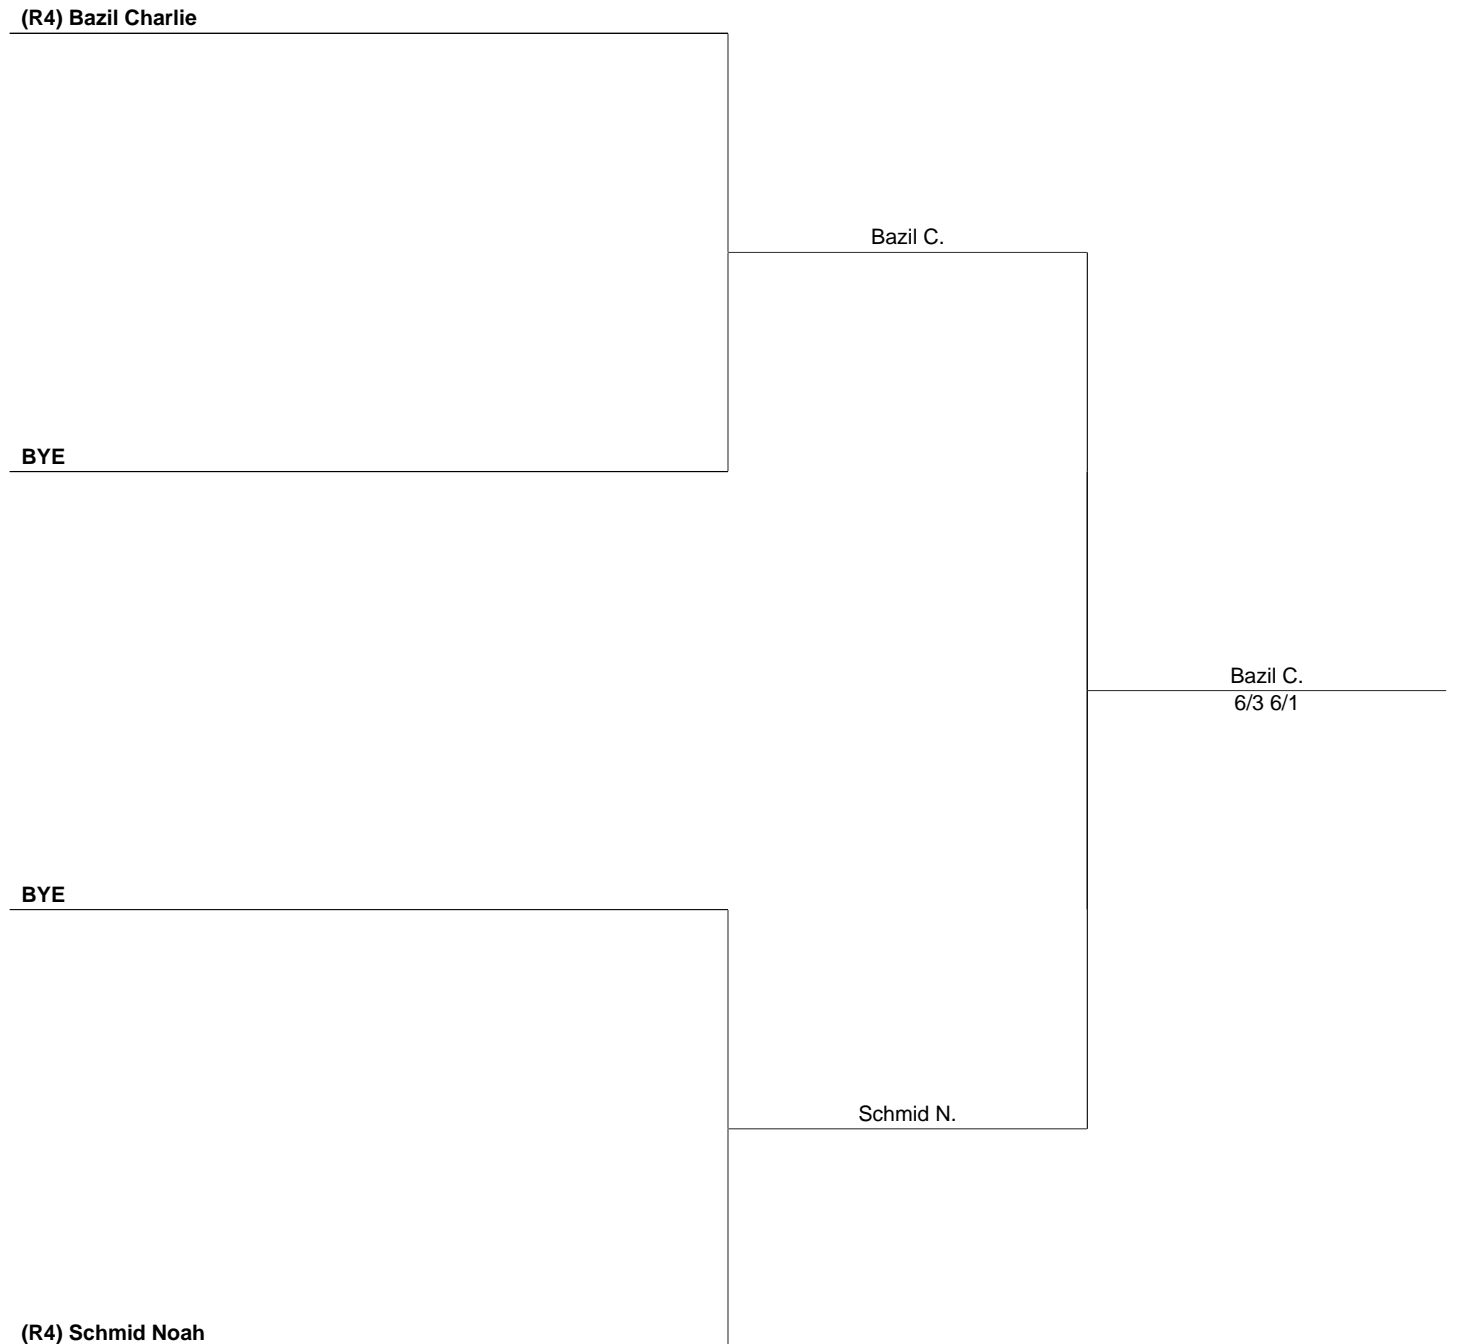 (R4) Bazil Charlie
Bazil C.
BYE
Bazil C.
6/3 6/1
BYE
Schmid N.
(R4) Schmid Noah